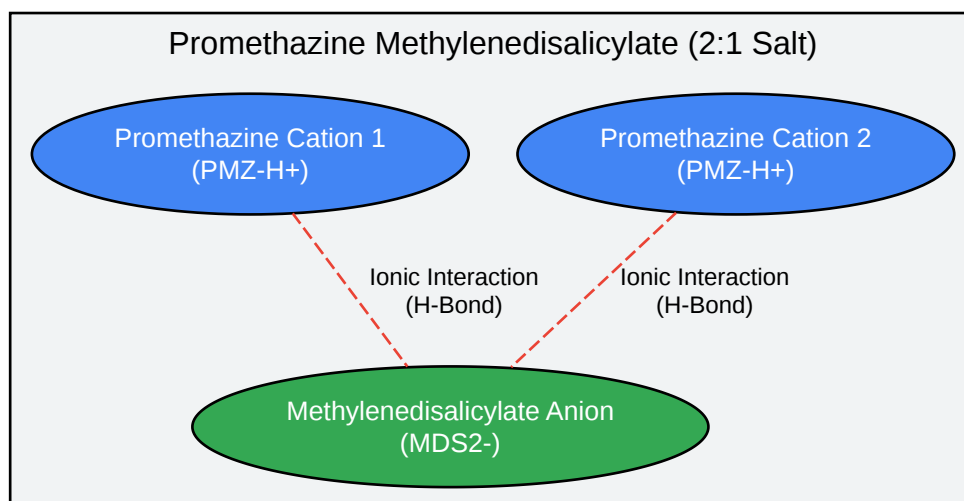 Promethazine Methylenedisalicylate (2:1 Salt)
Promethazine Cation 1
(PMZ-H+)
Promethazine Cation 2
(PMZ-H+)
Ionic Interaction
(H-Bond)
Ionic Interaction
(H-Bond)
Methylenedisalicylate Anion
(MDS2-)